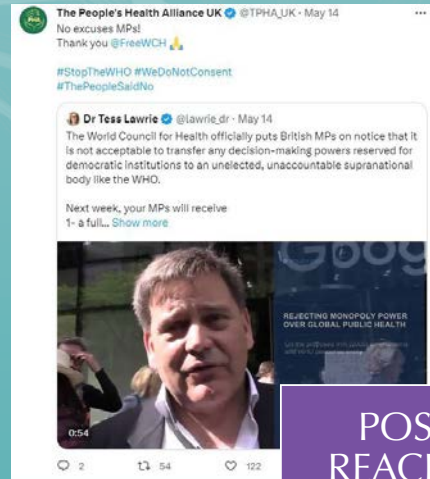 The People's Health Alliance UK @TPHA_UK · May 14
No excuses MPs!
Thank you @FreeWCH 🙏
#StopTheWHO #WeDoNotConsent
#ThePeopleSaidNo
Dr Tess Lawrie @lawrie_dr · May 14
The World Council for Health officially puts British MPs on notice that it
is not acceptable to transfer any decision-making powers reserved for
democratic institutions to an unelected, unaccountable supranational
body like the WHO.
Next week, your MPs will receive
1- a full... Show more
REJECTING MONOPOLY POWER
OVER GLOBAL PUBLIC HEALTH
0:54
2 54 122
POS
REAC